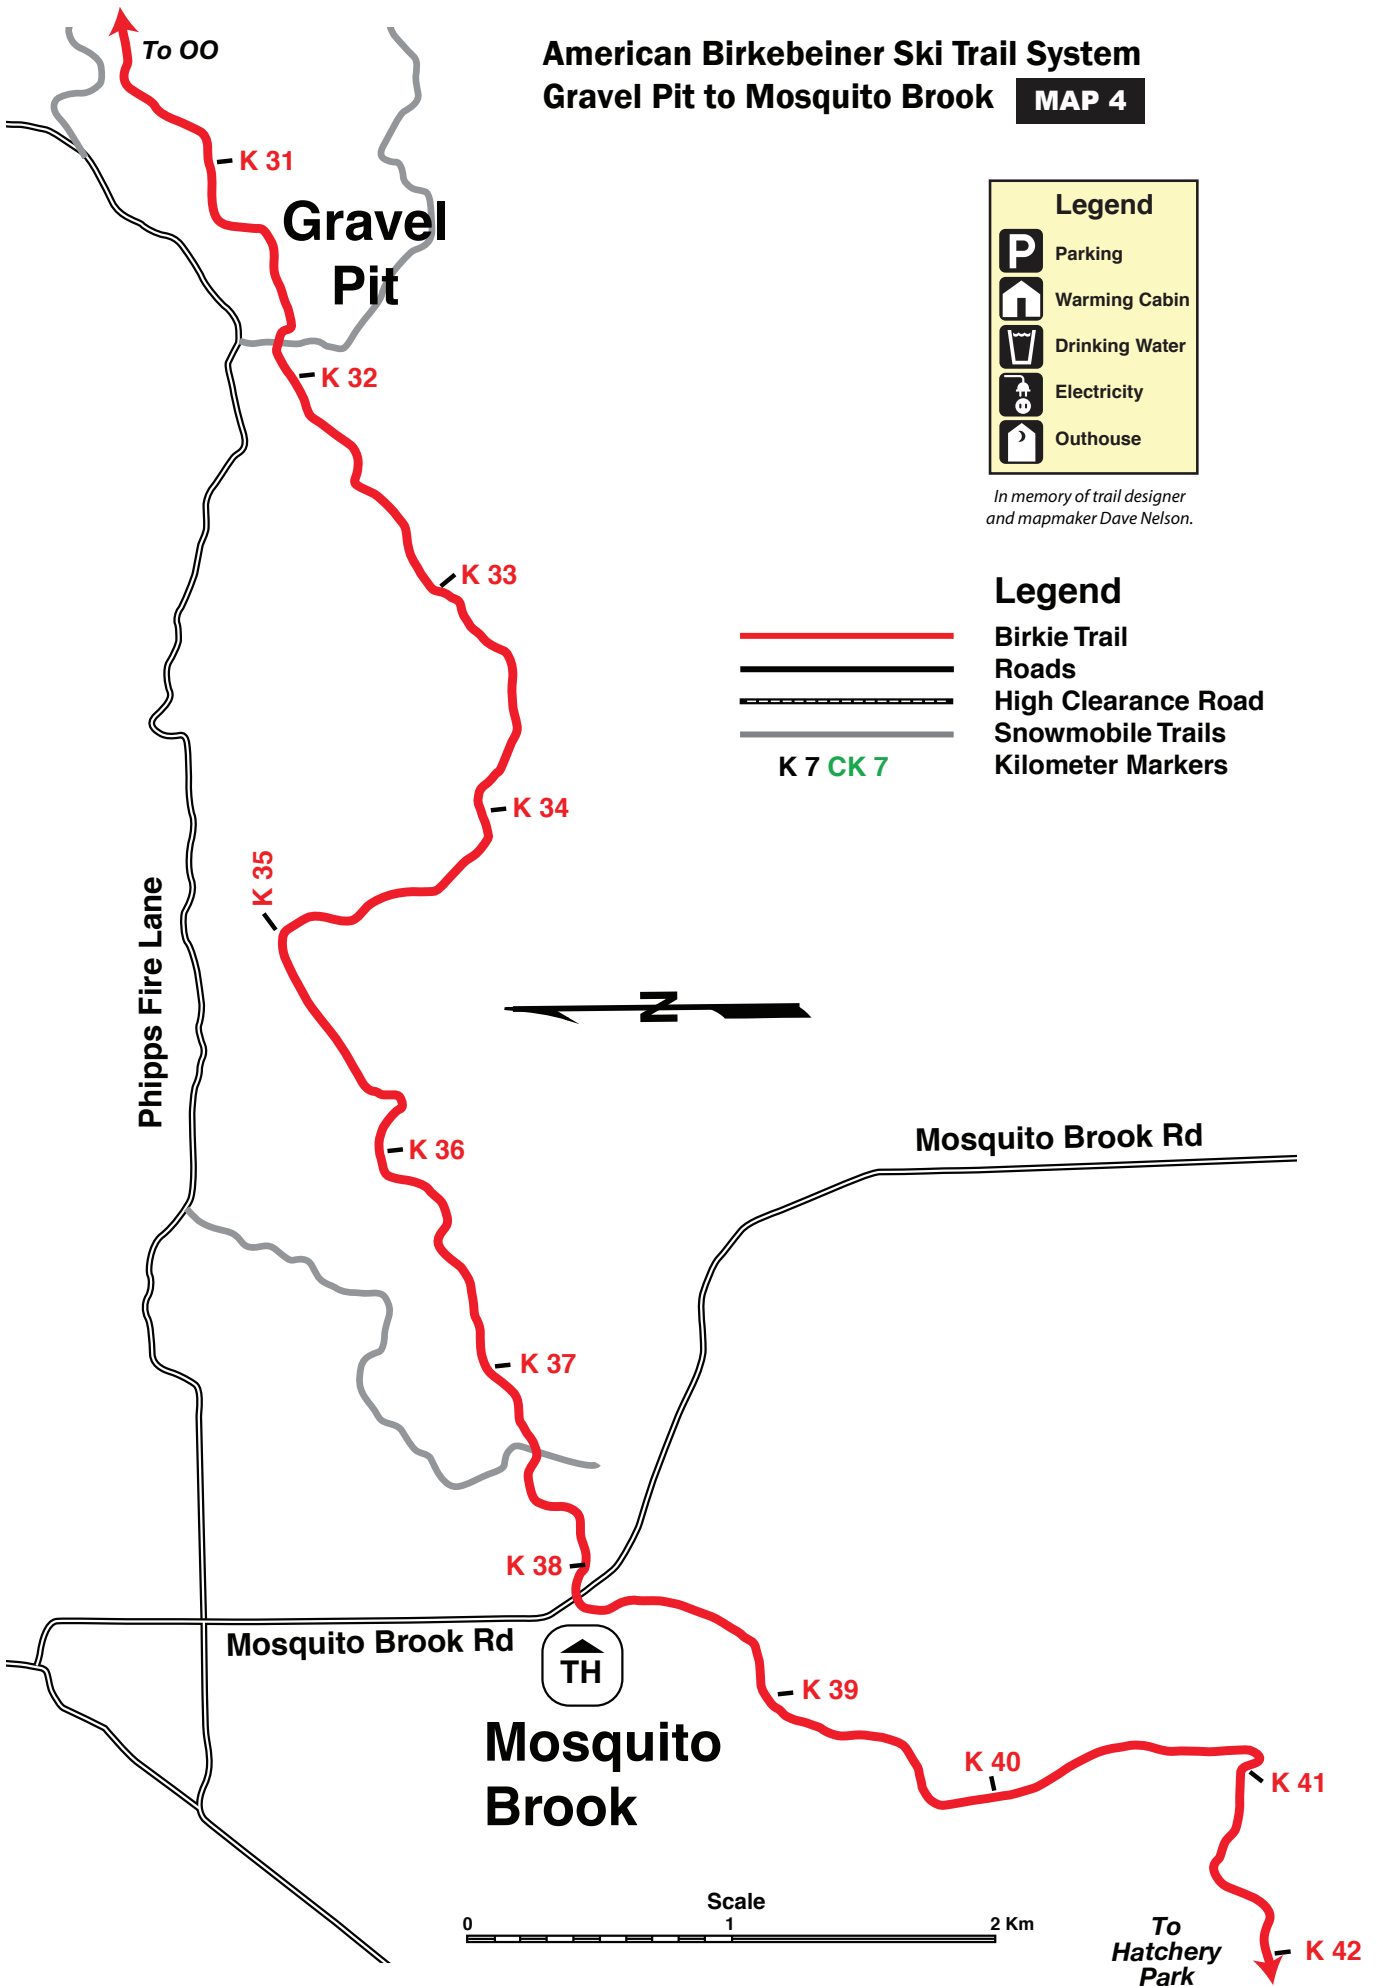 To OO
American Birkebeiner Ski Trail System
Gravel Pit to Mosquito Brook MAP 4
K 31
Gravel
Pit
K 32
Legend
P Parking
Warming Cabin
Drinking Water
Electricity
Outhouse
In memory of trail designer
and mapmaker Dave Nelson.
K 33
Legend
Birkie Trail
Roads
High Clearance Road
Snowmobile Trails
K 7 CK 7 Kilometer Markers
K 34
K 35
Phipps Fire Lane
N
K 36
Mosquito Brook Rd
K 37
K 38
Mosquito Brook Rd
TH
K 39
Mosquito
Brook
K 40
K 41
Scale
0 1 2 Km
To
Hatchery
Park
K 42